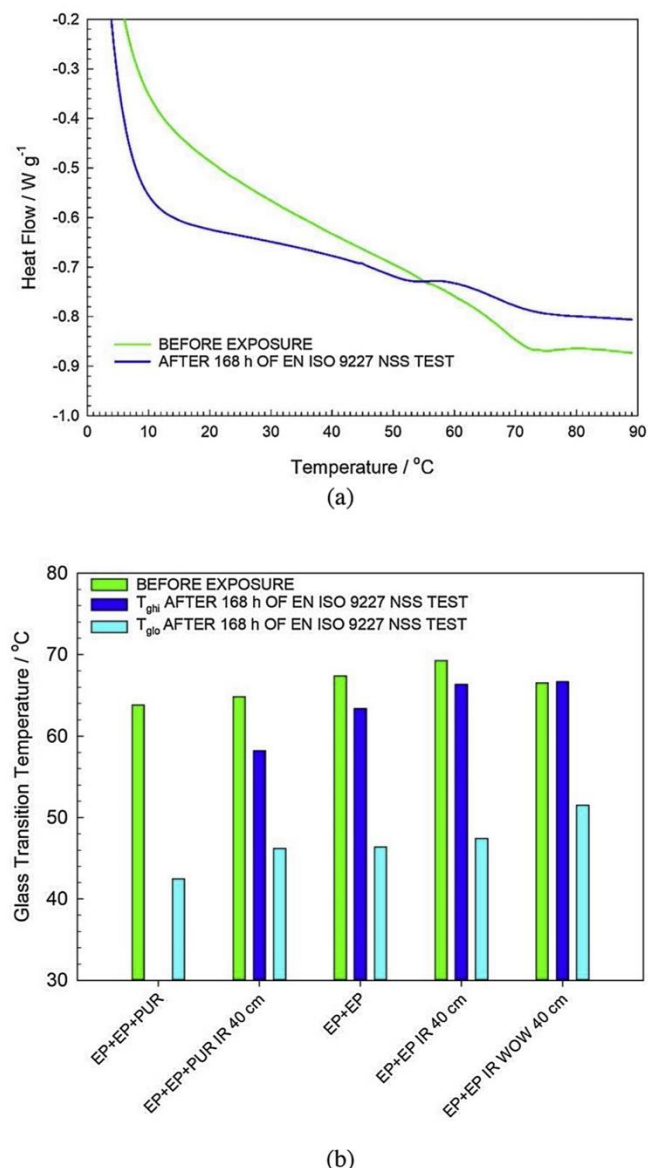 -0.2
-0.3
-0.4
-0.5
-0.6
-0.7
-0.8
-0.9
-1.0
Heat Flow / W g⁻¹
BEFORE EXPOSURE
AFTER 168 h OF EN ISO 9227 NSS TEST
0 10 20 30 40 50 60 70 80 90
Temperature / °C
(a)
80
70
60
50
40
30
Glass Transition Temperature / °C
BEFORE EXPOSURE
Tghi AFTER 168 h OF EN ISO 9227 NSS TEST
Tglo AFTER 168 h OF EN ISO 9227 NSS TEST
EP+EP+PUR
EP+EP+PUR IR 40 cm
EP+EP
EP+EP IR 40 cm
EP+EP IR WOW 40 cm
(b)